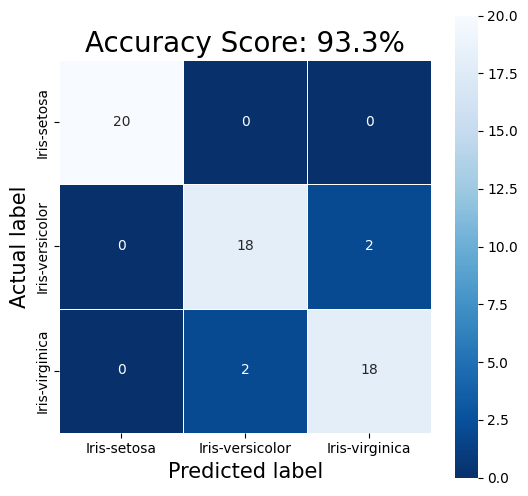 Accuracy Score: 93.3%
Actual label
Iris-setosa
20 0 0
Iris-versicolor
0 18 2
Iris-virginica
0 2 18
Iris-setosa Iris-versicolor Iris-virginica
Predicted label
20.0
17.5
15.0
12.5
10.0
7.5
5.0
2.5
0.0